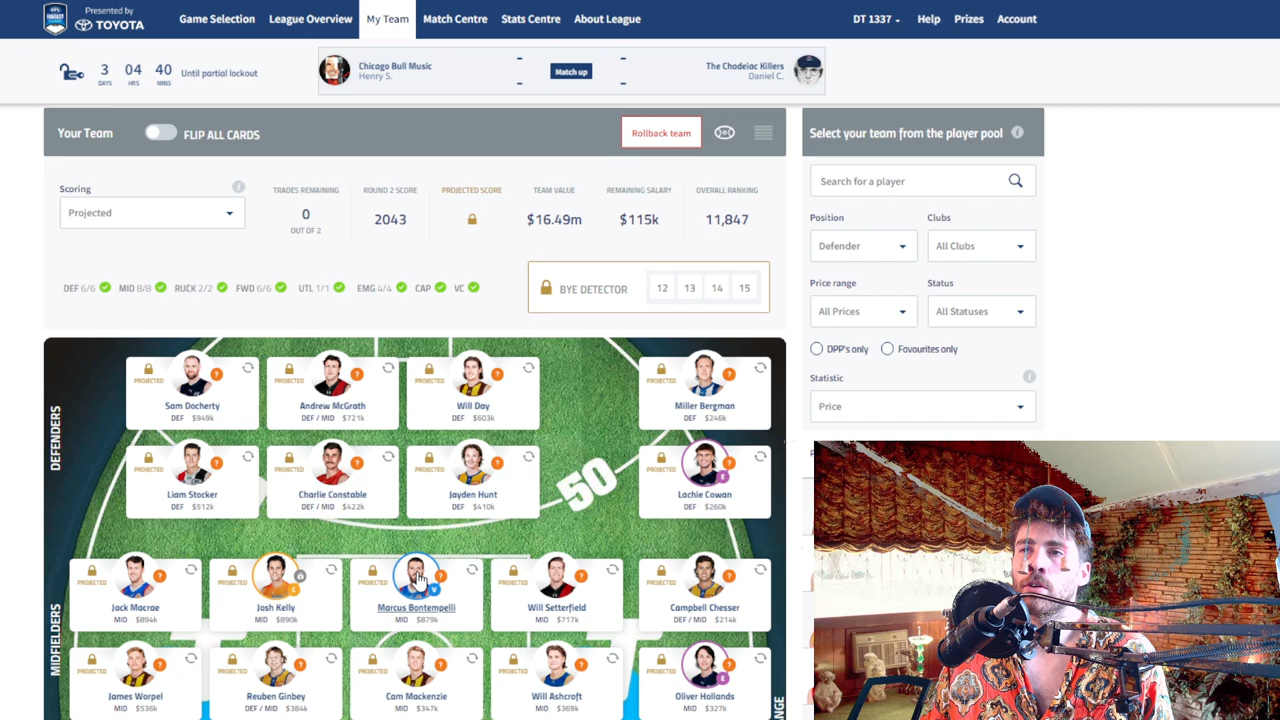 Presented by
TOYOTA
Game Selection
League Overview
My Team
Match Centre
Stats Centre
About League
DT 1337
Help
Prizes
Account
3 DAYS
04 HRS
40 MINS
Until partial lockout
Chicago Bull Music
Henry S.
Match up
The Chodeiac Killers
Daniel C.
Your Team
FLIP ALL CARDS
Rollback team
Select your team from the player pool
Scoring
Projected
TRADES REMAINING
0
OUT OF 2
ROUND 2 SCORE
2043
PROJECTED SCORE
TEAM VALUE
$16.49m
REMAINING SALARY
$115k
OVERALL RANKING
11,847
DEF 6/6
MID 8/8
RUCK 2/2
FWD 6/6
UTL 1/1
EMG 4/4
CAP
VC
BYE DETECTOR
12 13 14 15
Search for a player
Position
Defender
Clubs
All Clubs
Price range
All Prices
Status
All Statuses
DPP's only
Favourites only
Statistic
Price
DEFENDERS
PROJECTED
Sam Docherty
DEF $949k
PROJECTED
Andrew McGrath
DEF / MID $721k
PROJECTED
Will Day
DEF $603k
PROJECTED
Miller Bergman
DEF $246k
PROJECTED
Liam Stocker
DEF $512k
PROJECTED
Charlie Constable
DEF / MID $422k
PROJECTED
Jayden Hunt
DEF $410k
50
PROJECTED
E
Lachie Cowan
DEF $260k
MIDFIELDERS
PROJECTED
Jack Macrae
MID $894k
PROJECTED
C
Josh Kelly
MID $890k
PROJECTED
V
Marcus Bontempelli
MID $879k
PROJECTED
Will Setterfield
MID $717k
PROJECTED
Campbell Chesser
DEF / MID $214k
PROJECTED
James Worpel
MID $536k
PROJECTED
Reuben Ginbey
DEF / MID $384k
PROJECTED
Cam Mackenzie
MID $347k
PROJECTED
Will Ashcroft
MID $369k
PROJECTED
E
Oliver Hollands
MID $327k